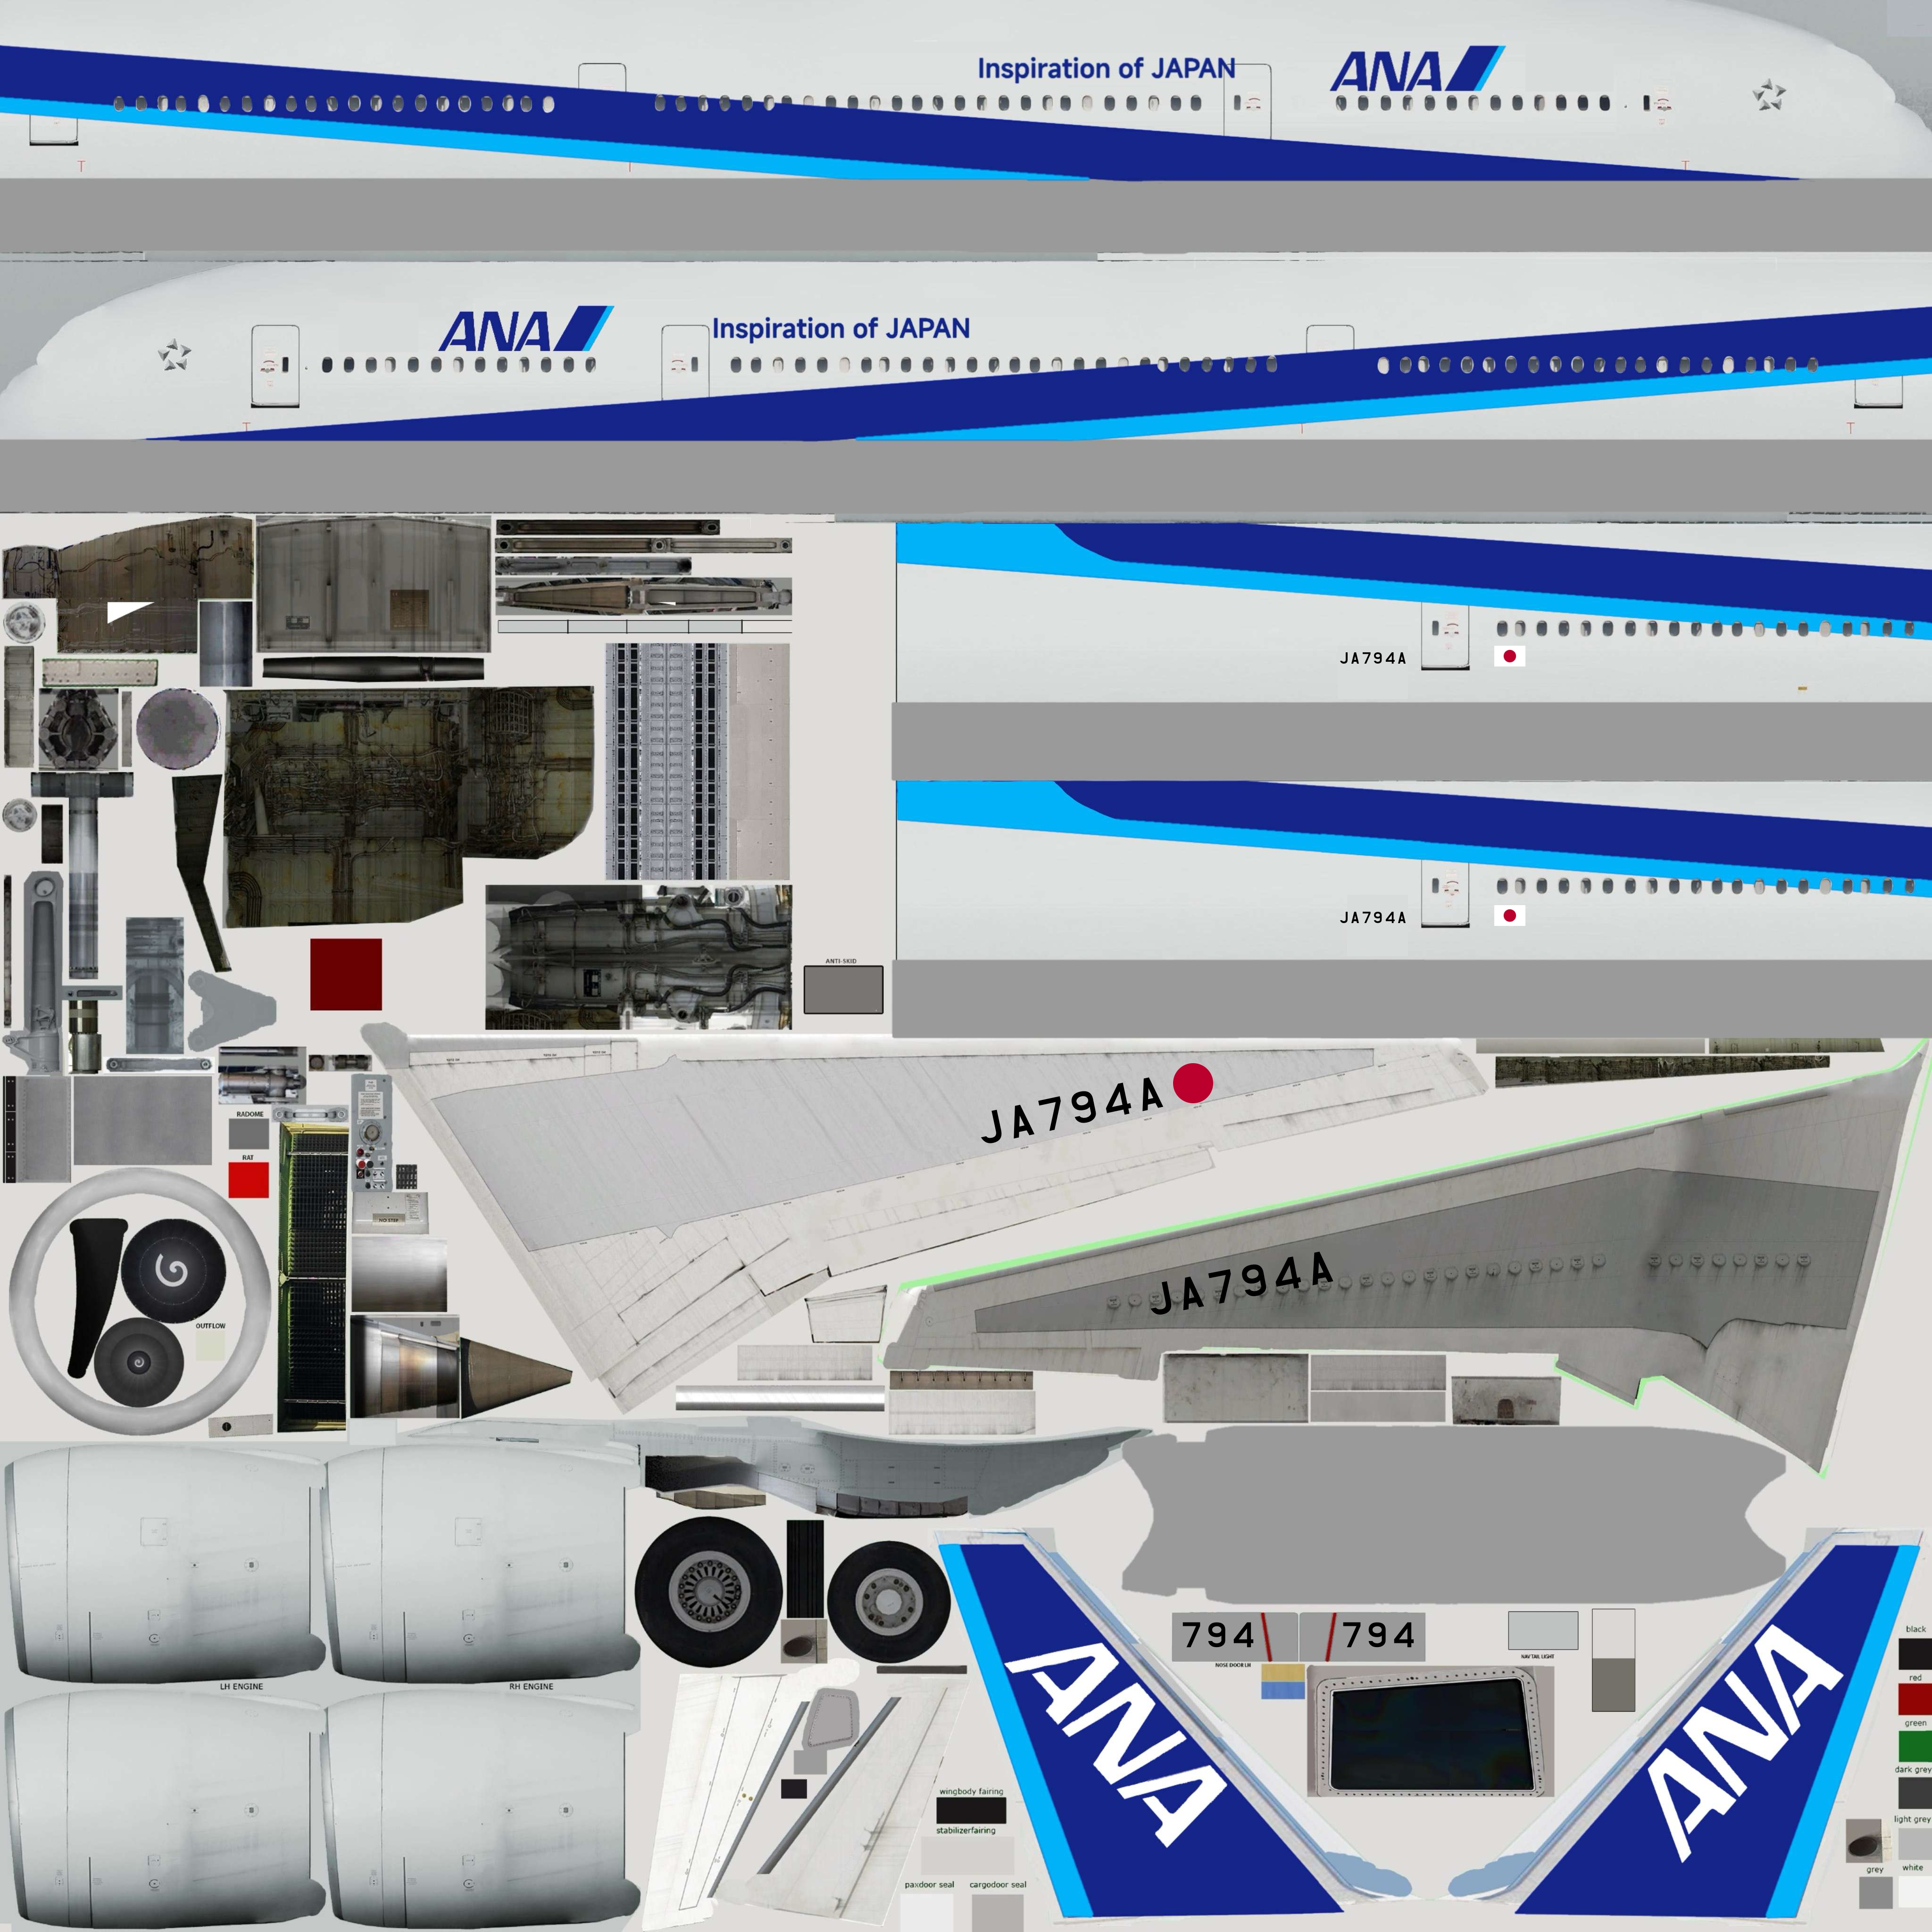 Inspiration of JAPAN
ANA
ANA
Inspiration of JAPAN
JA794A
JA794A
ANTI-SKID
JA794A
RADOME
RAT
NO STEP
JA794A
OUTFLOW
794
794
NOSE DOOR LH
NAV TAIL LIGHT
black
LH ENGINE
RH ENGINE
ANA
ANA
red
green
dark grey
wingbody fairing
light grey
stabilizerfairing
grey
white
paxdoor seal
cargodoor seal